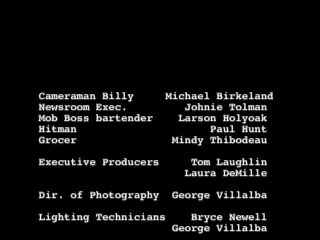 Cameraman Billy Michael Birkeland
Newsroom Exec. Johnie Tolman
Mob Boss bartender Larson Holyoak
Hitman Paul Hunt
Grocer Mindy Thibodeau
Executive Producers Tom Laughlin
Laura DeMille
Dir. of Photography George Villalba
Lighting Technicians Bryce Newell
George Villalba